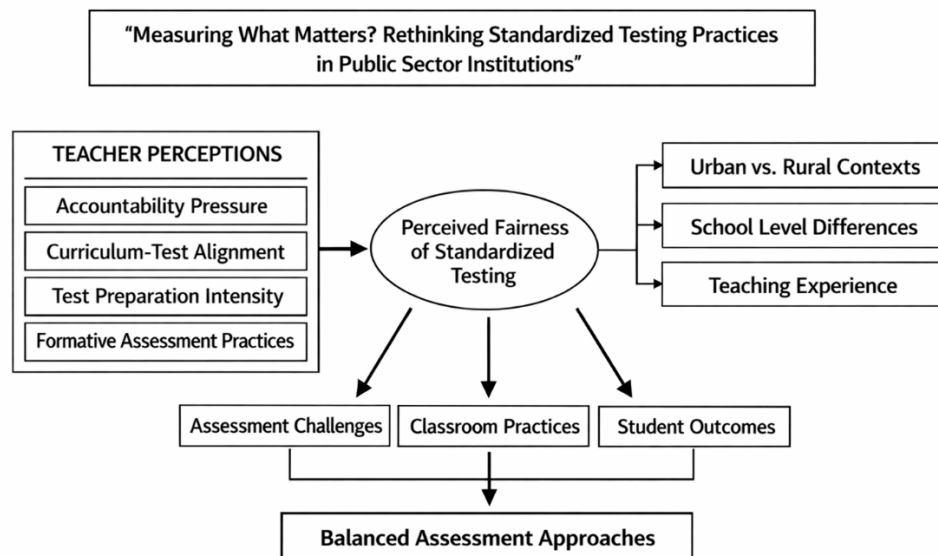 "Measuring What Matters? Rethinking Standardized Testing Practices
in Public Sector Institutions"
TEACHER PERCEPTIONS
Accountability Pressure
Curriculum-Test Alignment
Test Preparation Intensity
Formative Assessment Practices
Perceived Fairness
of Standardized
Testing
Urban vs. Rural Contexts
School Level Differences
Teaching Experience
Assessment Challenges
Classroom Practices
Student Outcomes
Balanced Assessment Approaches